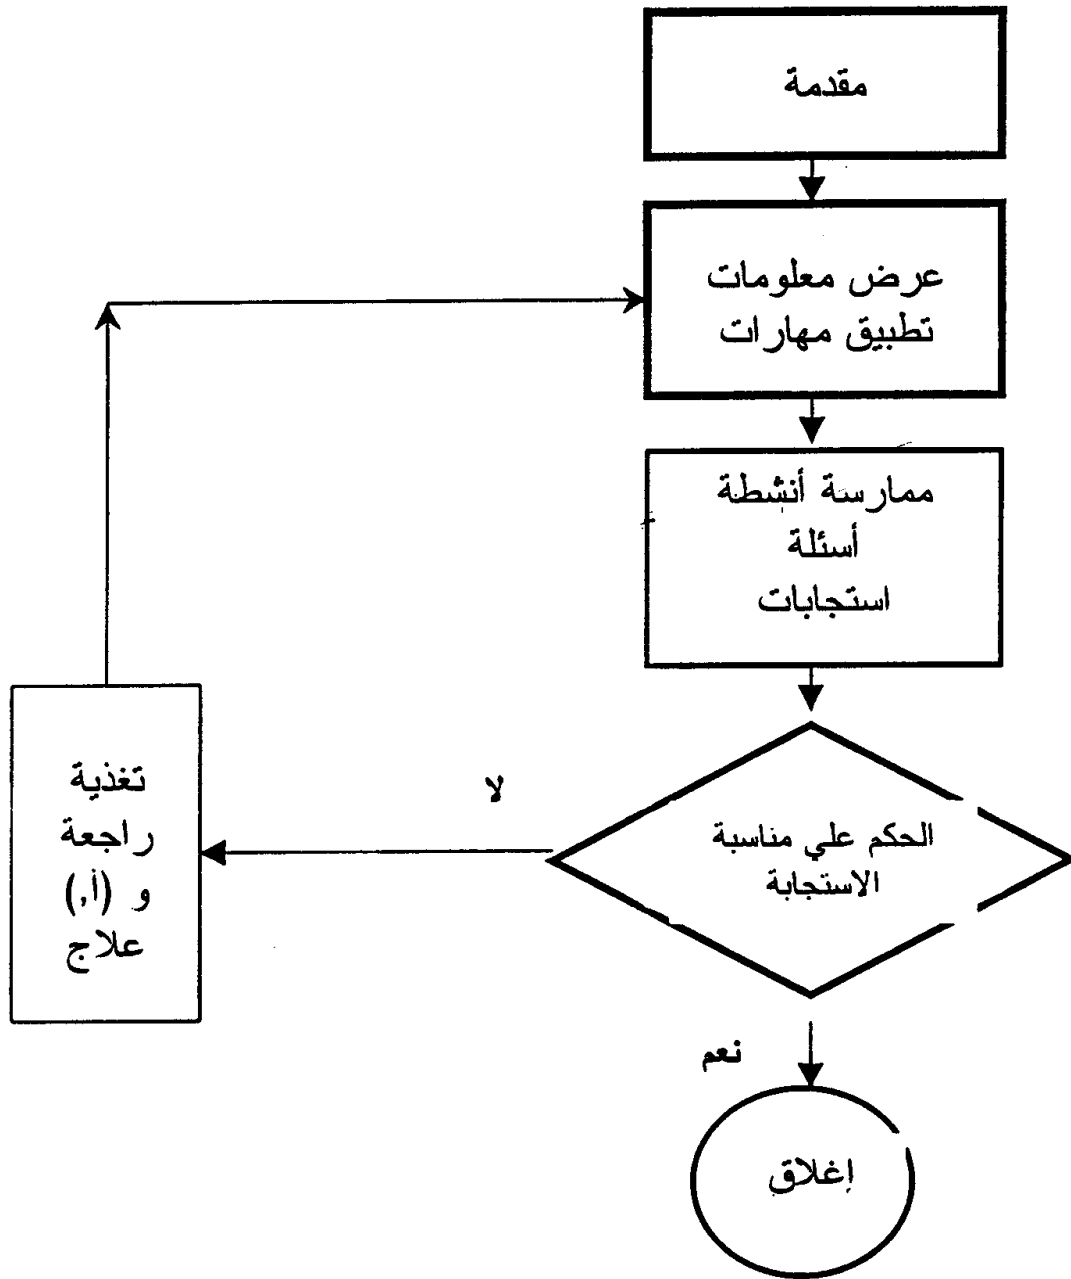 مقدمة
عرض معلومات
تطبيق مهارات
ممارسة أنشطة
أسئلة
استجابات
الحكم علي مناسبة
الاستجابة
لا
تغذية
راجعة
و (أ,)
علاج
نعم
إغلاق